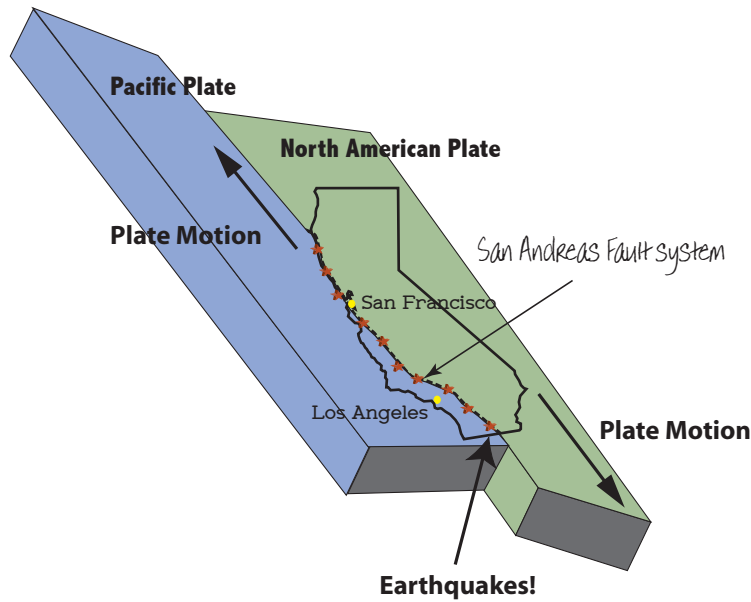 Pacific Plate
North American Plate
Plate Motion
San Andreas Fault system
San Francisco
Los Angeles
Plate Motion
Earthquakes!